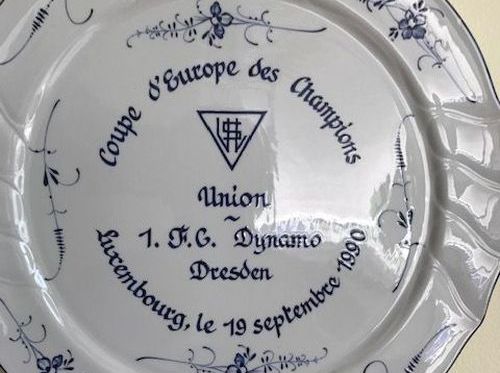 Coupe d'Europe des Champions
Union
~
1. F.C. Dynamo
Dresden
Luxembourg, le 19 septembre 1990